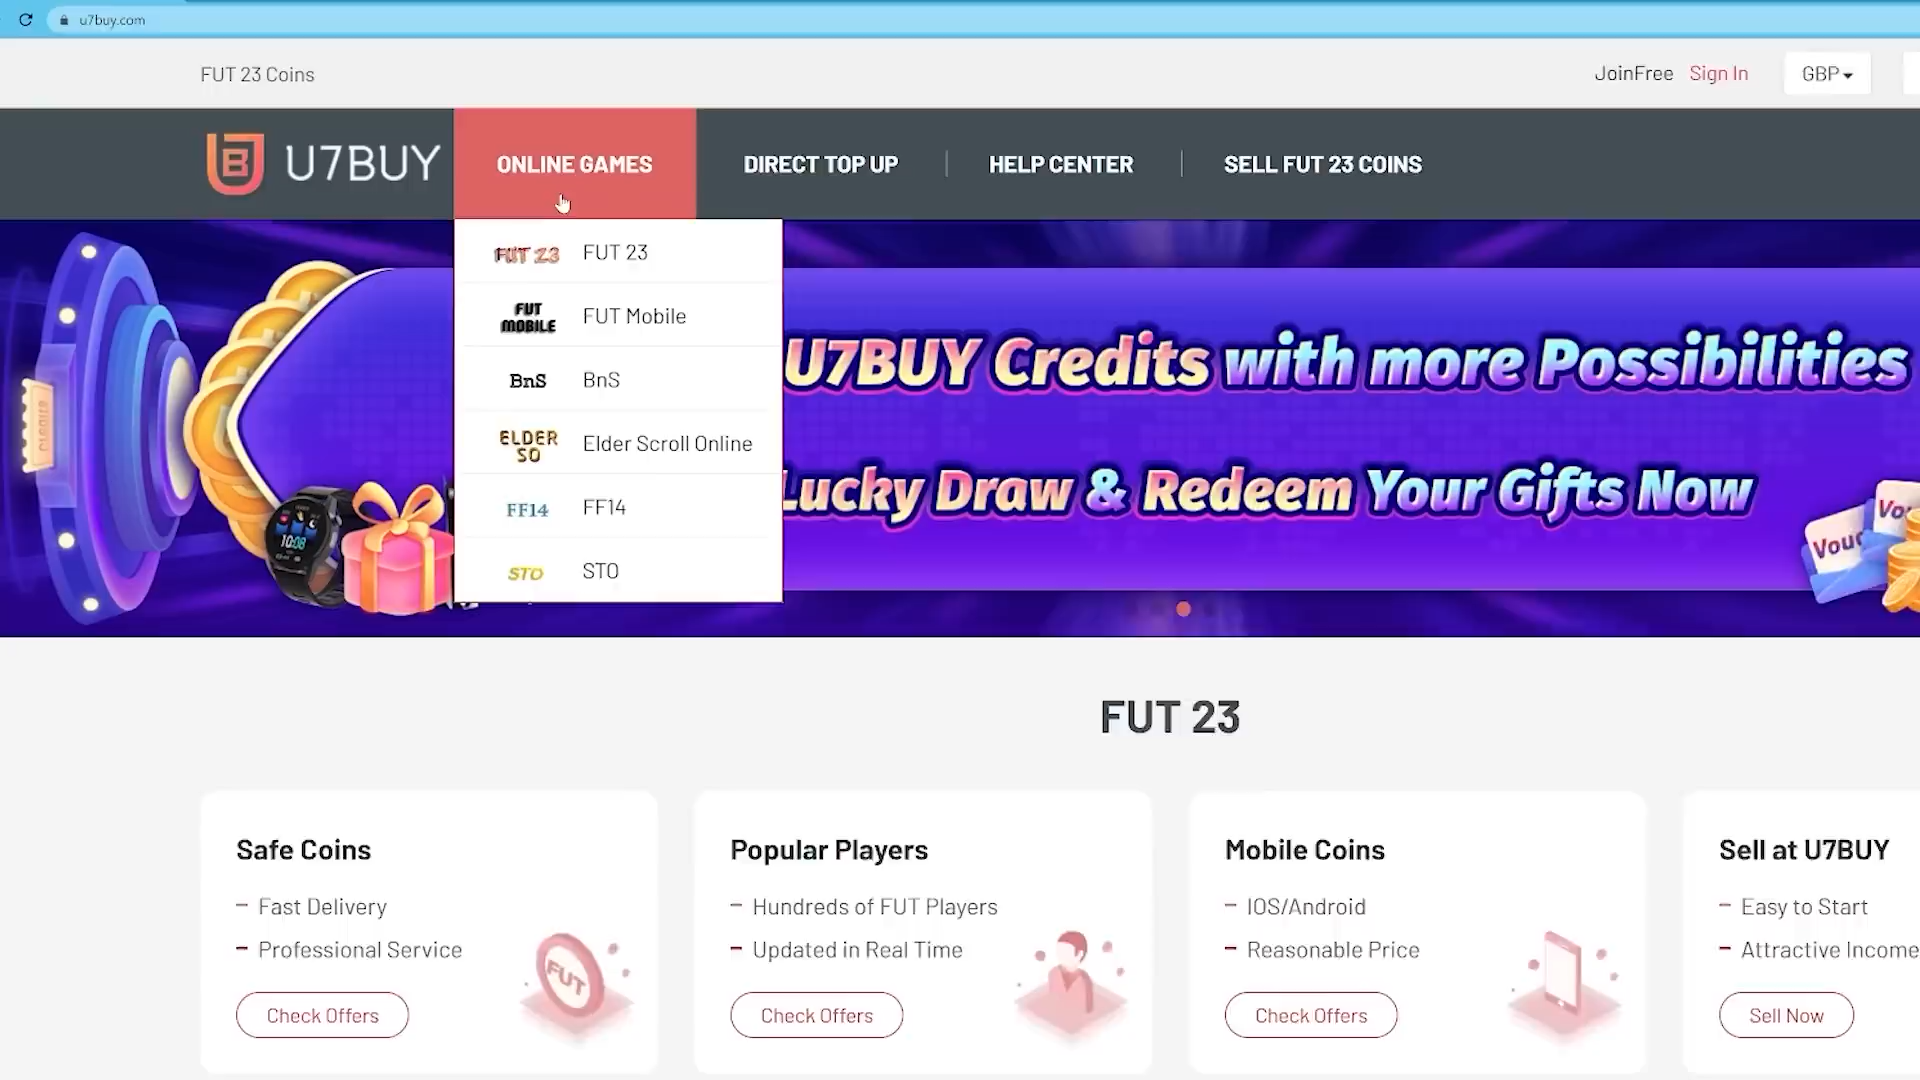 u7buy.com
FUT 23 Coins
JoinFree Sign In GBP
U7BUY
ONLINE GAMES
DIRECT TOP UP
HELP CENTER
SELL FUT 23 COINS
FUT 23 FUT 23
FUT MOBILE FUT Mobile
BnS BnS
ELDER SO Elder Scroll Online
FF14 FF14
STO STO
U7BUY Credits with more Possibilities
Lucky Draw & Redeem Your Gifts Now
10:08
FUT 23
Safe Coins
– Fast Delivery
– Professional Service
FUT
Check Offers
Popular Players
– Hundreds of FUT Players
– Updated in Real Time
Check Offers
Mobile Coins
– IOS/Android
– Reasonable Price
Check Offers
Sell at U7BUY
– Easy to Start
– Attractive Income
Sell Now